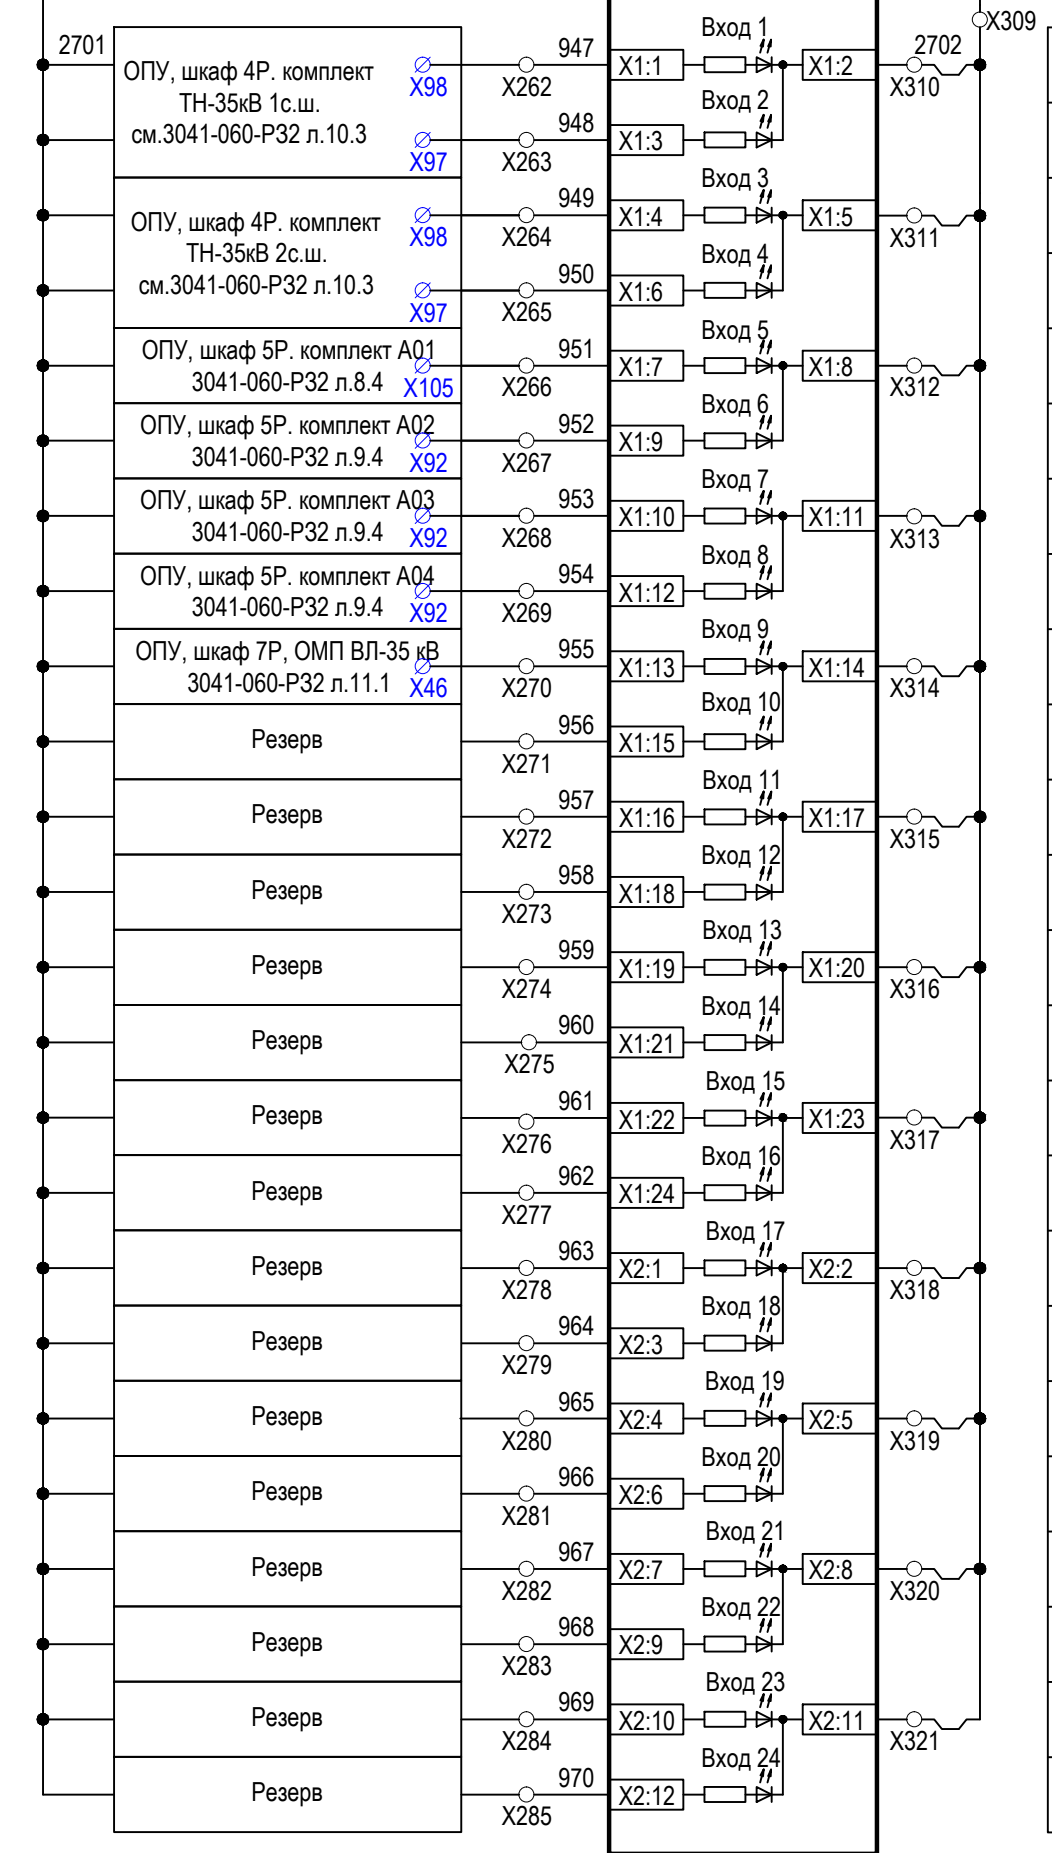 X309
2701
ОПУ, шкаф 4Р. комплект
ТН-35кВ 1с.ш.
см.3041-060-РЗ2 л.10.3
X98
X262
947
X1:1
Вход 1
X1:2
2702
X310
X97
X263
948
X1:3
Вход 2
ОПУ, шкаф 4Р. комплект
ТН-35кВ 2с.ш.
см.3041-060-РЗ2 л.10.3
X98
X264
949
X1:4
Вход 3
X1:5
X311
X97
X265
950
X1:6
Вход 4
ОПУ, шкаф 5Р. комплект А01
3041-060-РЗ2 л.8.4
X105
X266
951
X1:7
Вход 5
X1:8
X312
ОПУ, шкаф 5Р. комплект А02
3041-060-РЗ2 л.9.4
X92
X267
952
X1:9
Вход 6
ОПУ, шкаф 5Р. комплект А03
3041-060-РЗ2 л.9.4
X92
X268
953
X1:10
Вход 7
X1:11
X313
ОПУ, шкаф 5Р. комплект А04
3041-060-РЗ2 л.9.4
X92
X269
954
X1:12
Вход 8
ОПУ, шкаф 7Р, ОМП ВЛ-35 кВ
3041-060-РЗ2 л.11.1
X46
X270
955
X1:13
Вход 9
X1:14
X314
Резерв
X271
956
X1:15
Вход 10
Резерв
X272
957
X1:16
Вход 11
X1:17
X315
Резерв
X273
958
X1:18
Вход 12
Резерв
X274
959
X1:19
Вход 13
X1:20
X316
Резерв
X275
960
X1:21
Вход 14
Резерв
X276
961
X1:22
Вход 15
X1:23
X317
Резерв
X277
962
X1:24
Вход 16
Резерв
X278
963
X2:1
Вход 17
X2:2
X318
Резерв
X279
964
X2:3
Вход 18
Резерв
X280
965
X2:4
Вход 19
X2:5
X319
Резерв
X281
966
X2:6
Вход 20
Резерв
X282
967
X2:7
Вход 21
X2:8
X320
Резерв
X283
968
X2:9
Вход 22
Резерв
X284
969
X2:10
Вход 23
X2:11
X321
Резерв
X285
970
X2:12
Вход 24